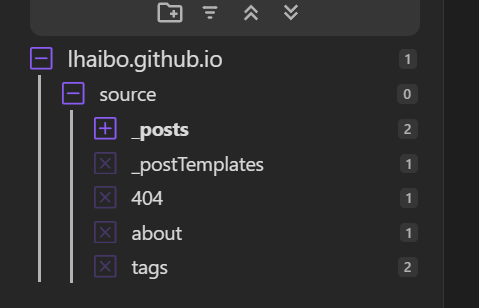 lhaibo.github.io 1
source 0
_posts 2
_postTemplates 1
404 1
about 1
tags 2